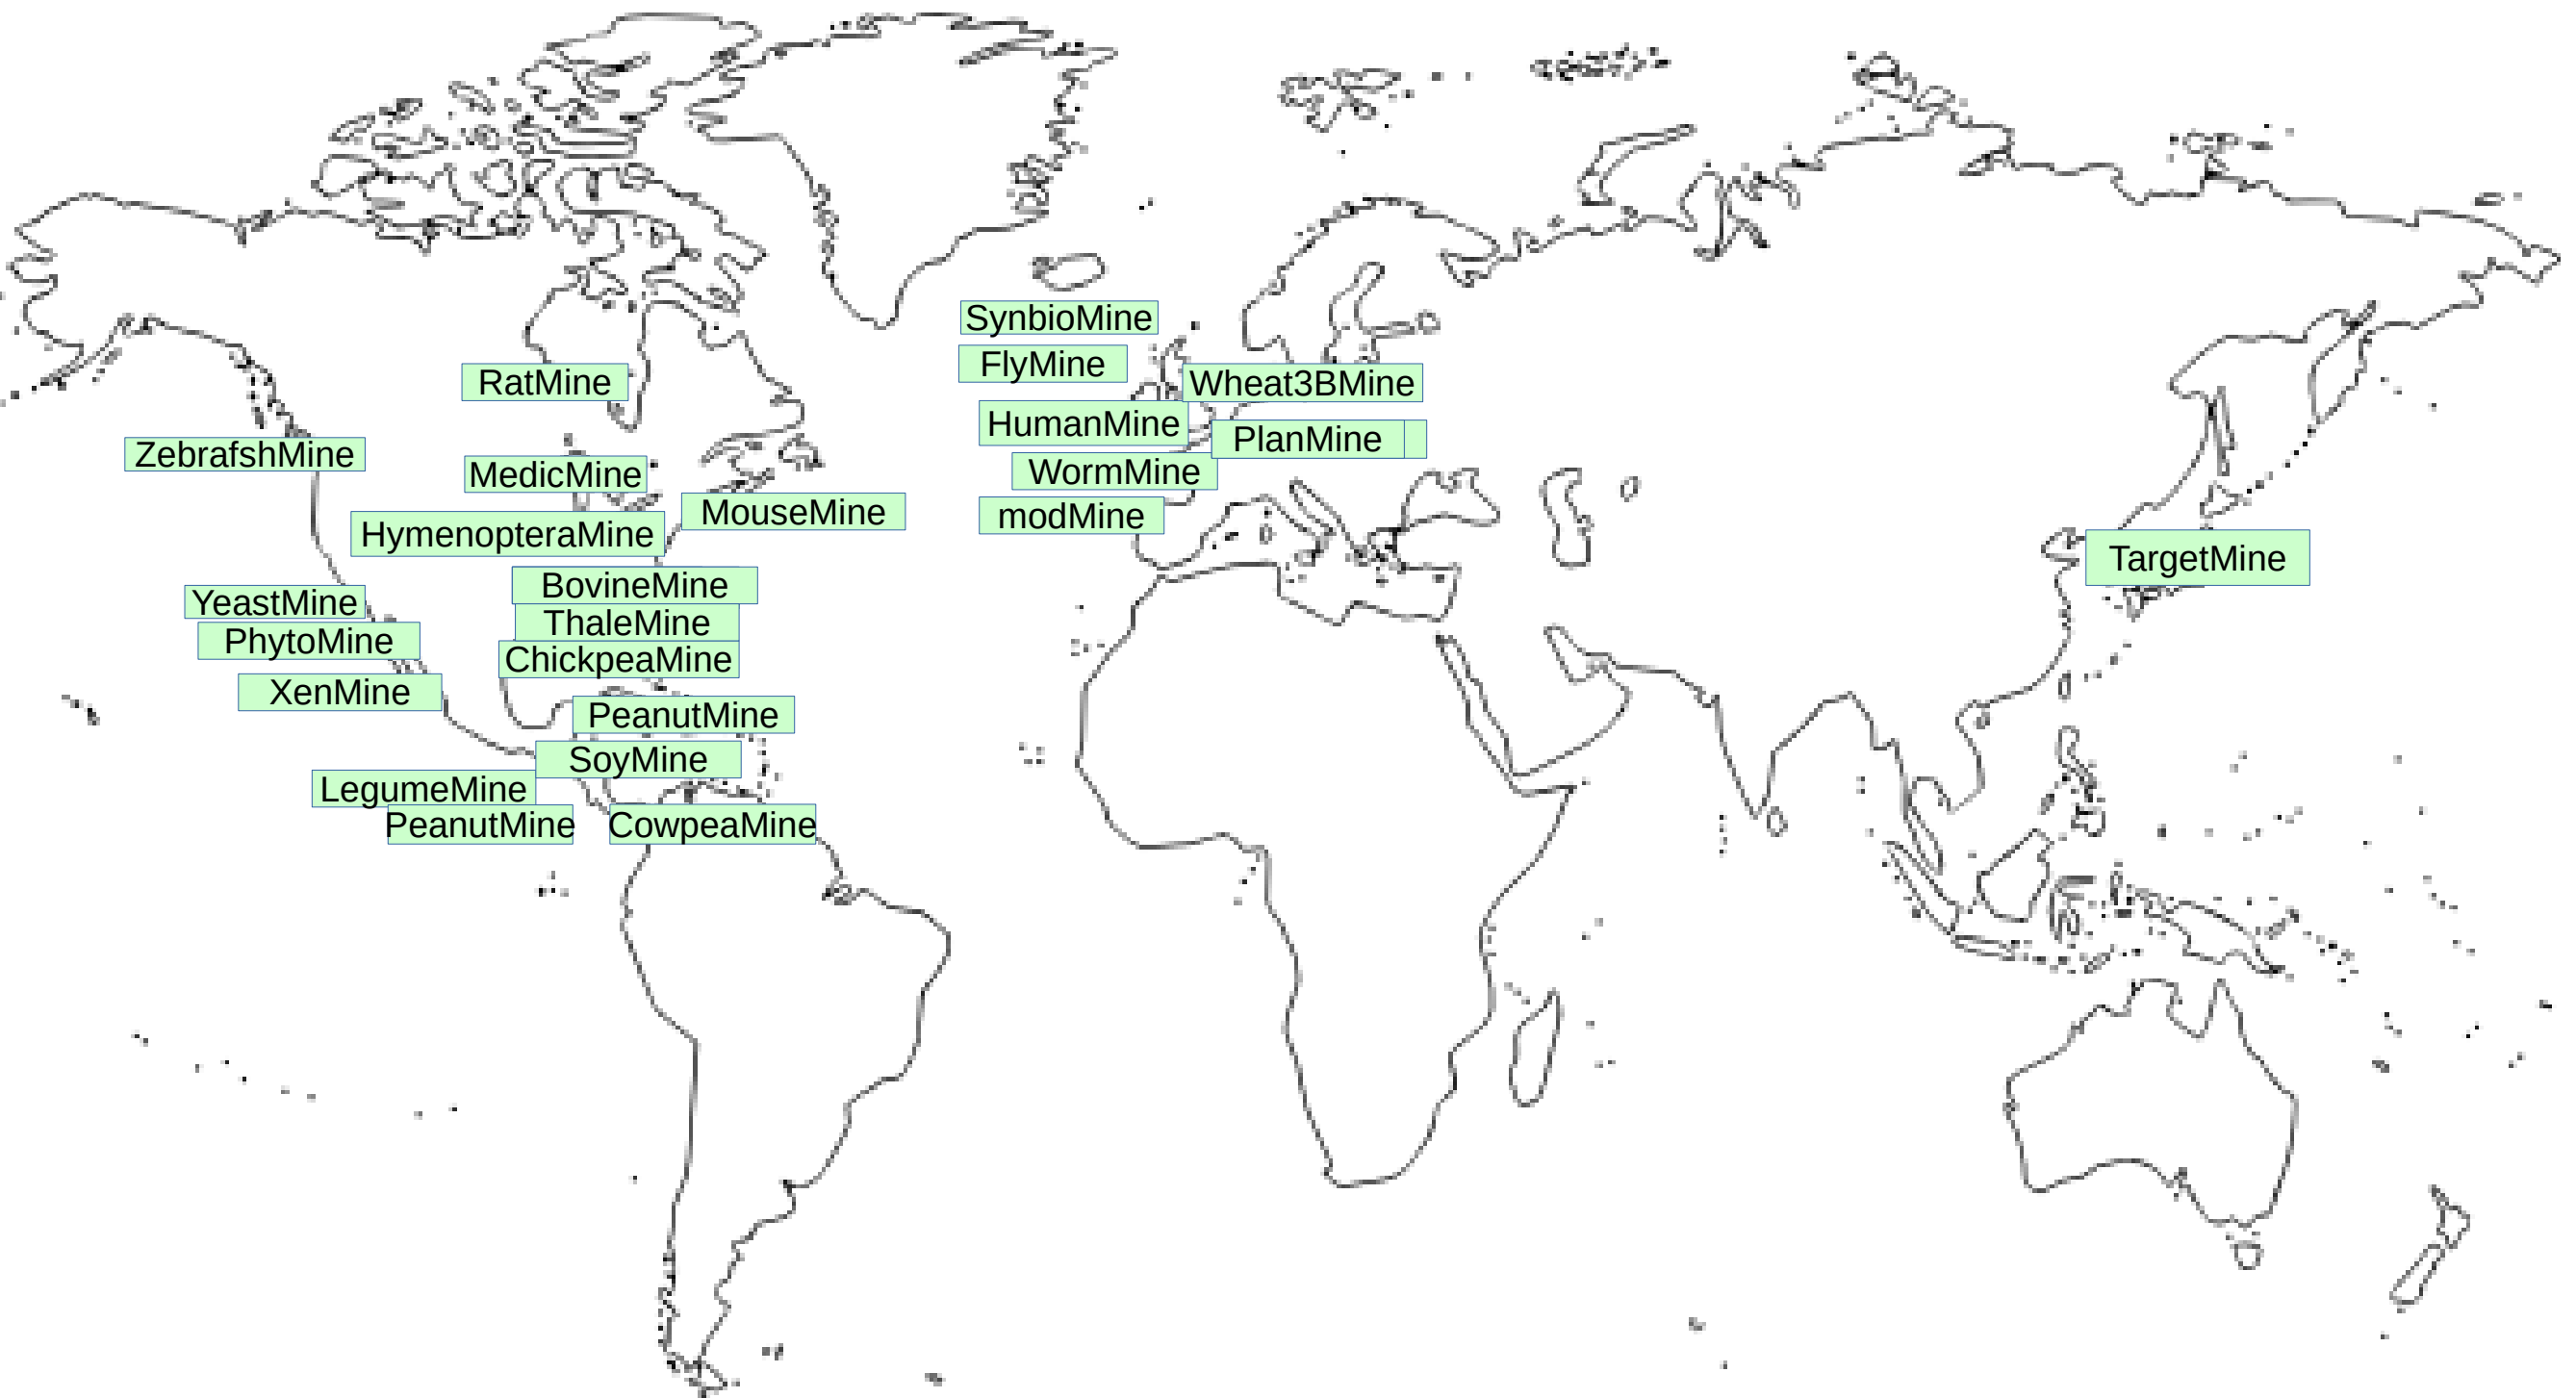 SynbioMine
FlyMine
RatMine
Wheat3BMine
HumanMine
PlanMine
ZebrafshMine
MedicMine
WormMine
MouseMine
modMine
HymenopteraMine
TargetMine
BovineMine
YeastMine
ThaleMine
PhytoMine
ChickpeaMine
XenMine
PeanutMine
SoyMine
LegumeMine
PeanutMine
CowpeaMine